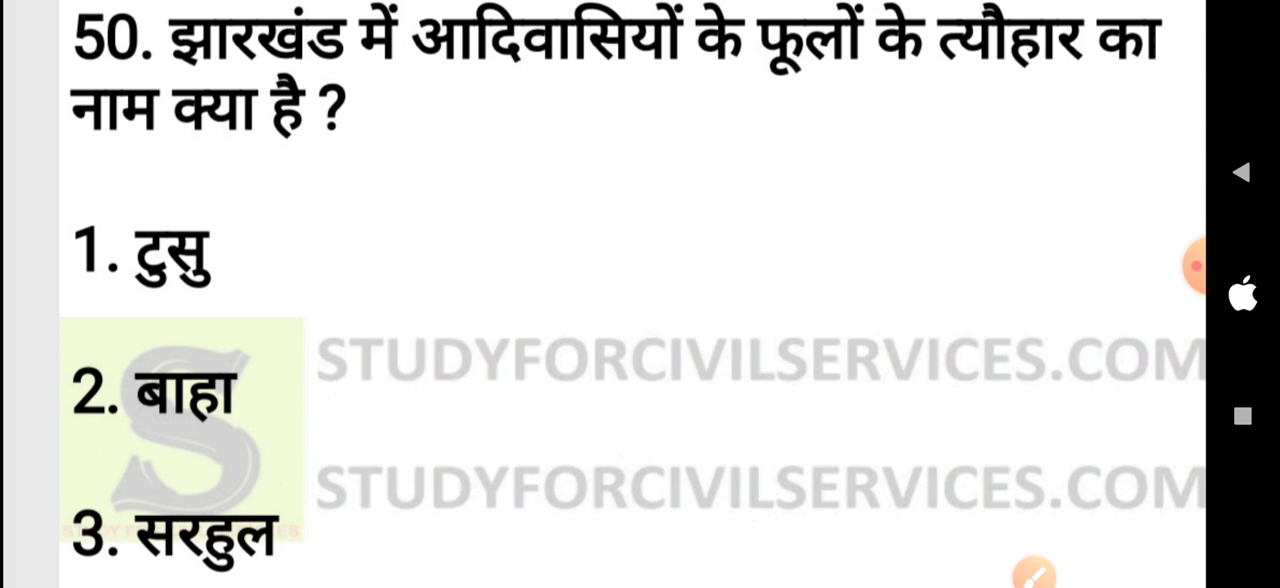 50. झारखंड में आदिवासियों के फूलों के त्यौहार का
नाम क्या है ?
1. टुसु
STUDYFORCIVILSERVICES.COM
2. बाहा
STUDYFORCIVILSERVICES.COM
3. सरहुल